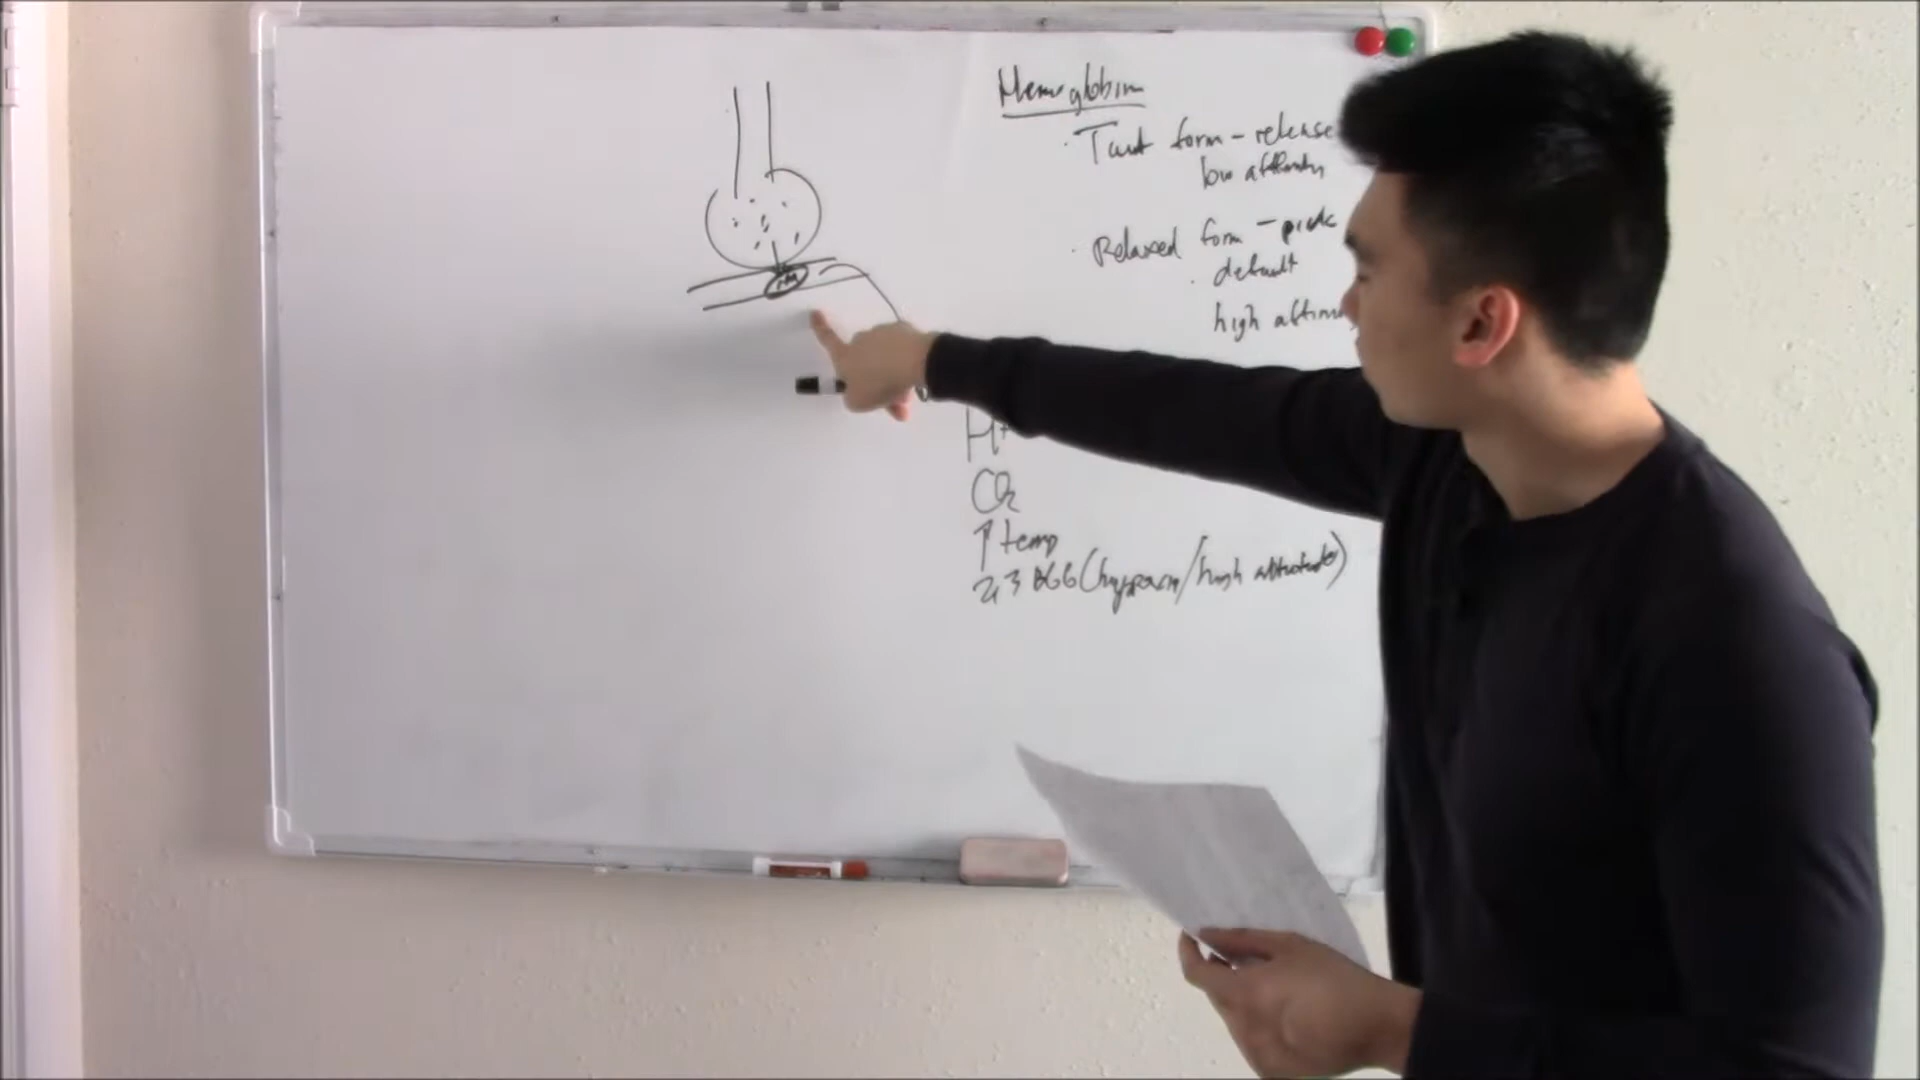 Hemoglobin
· Taut form - release
low affinity
· Relaxed form - pick
· default
high affinity
H+
CO2
↑ temp
2,3 BGG (hypoxia/high altitude)